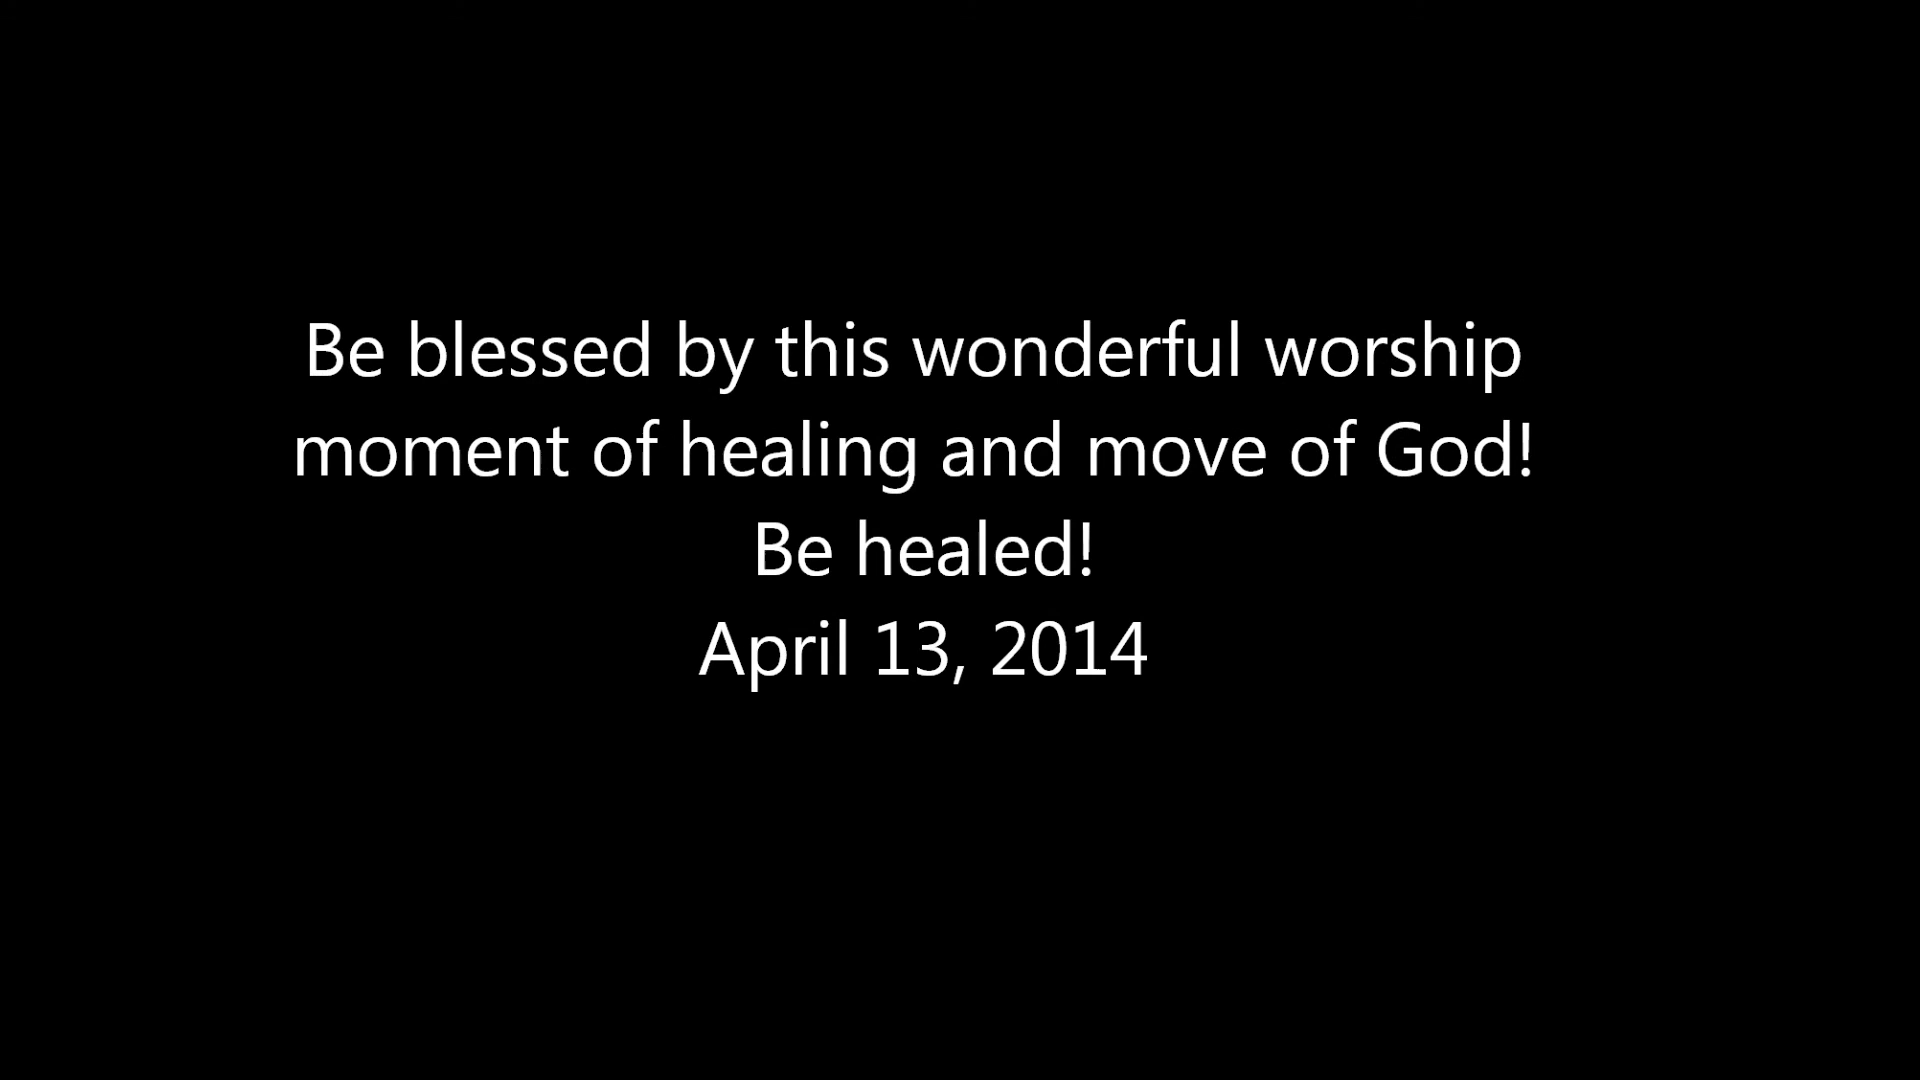 Be blessed by this wonderful worship
moment of healing and move of God!
Be healed!
April 13, 2014